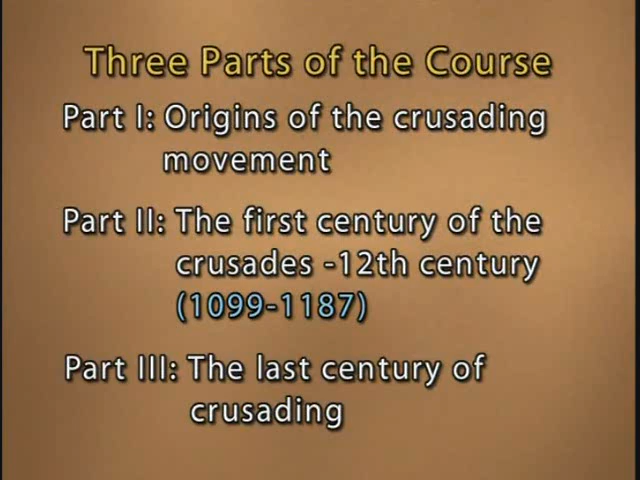 Three Parts of the Course
Part I: Origins of the crusading
movement
Part II: The first century of the
crusades -12th century
(1099-1187)
Part III: The last century of
crusading